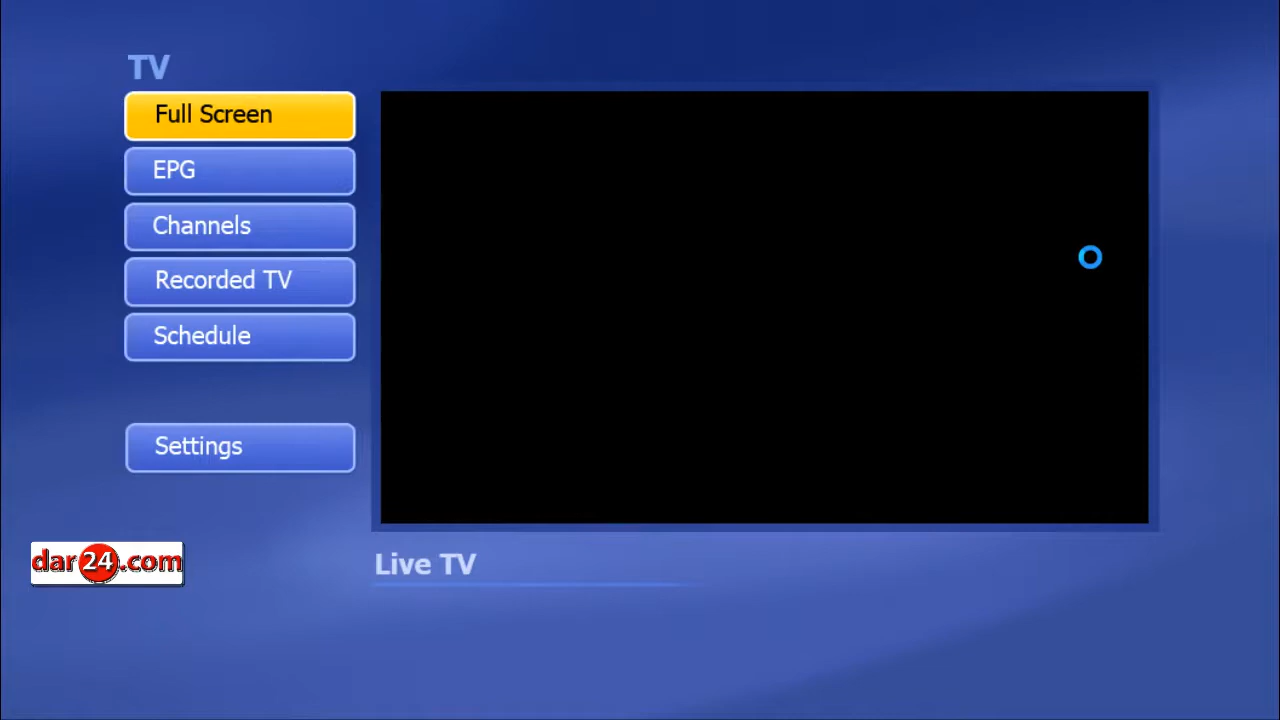 TV
Full Screen
EPG
Channels
Recorded TV
Schedule
Settings
dar24.com
Live TV